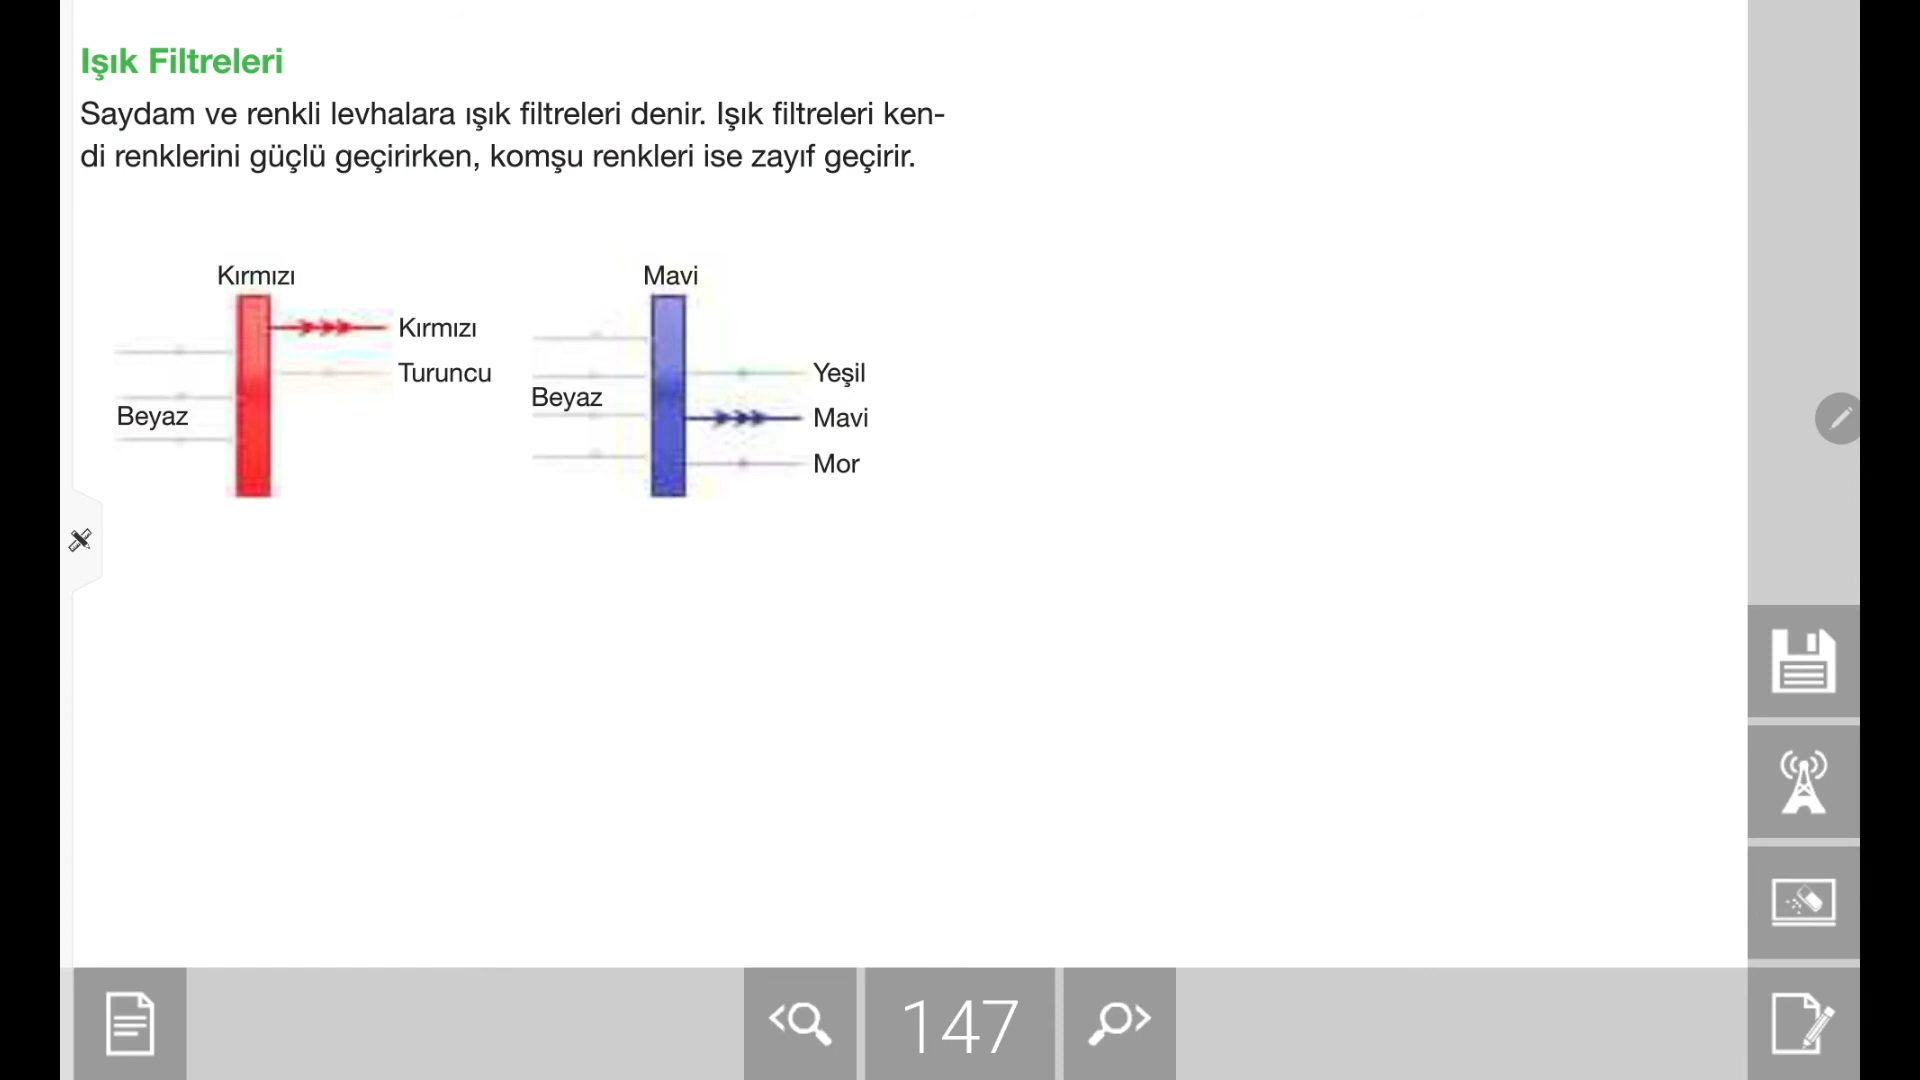 Işık Filtreleri
Saydam ve renkli levhalara ışık filtreleri denir. Işık filtreleri ken-
di renklerini güçlü geçirirken, komşu renkleri ise zayıf geçirir.
Kırmızı
Kırmızı
Turuncu
Beyaz
Mavi
Beyaz
Yeşil
Mavi
Mor
147